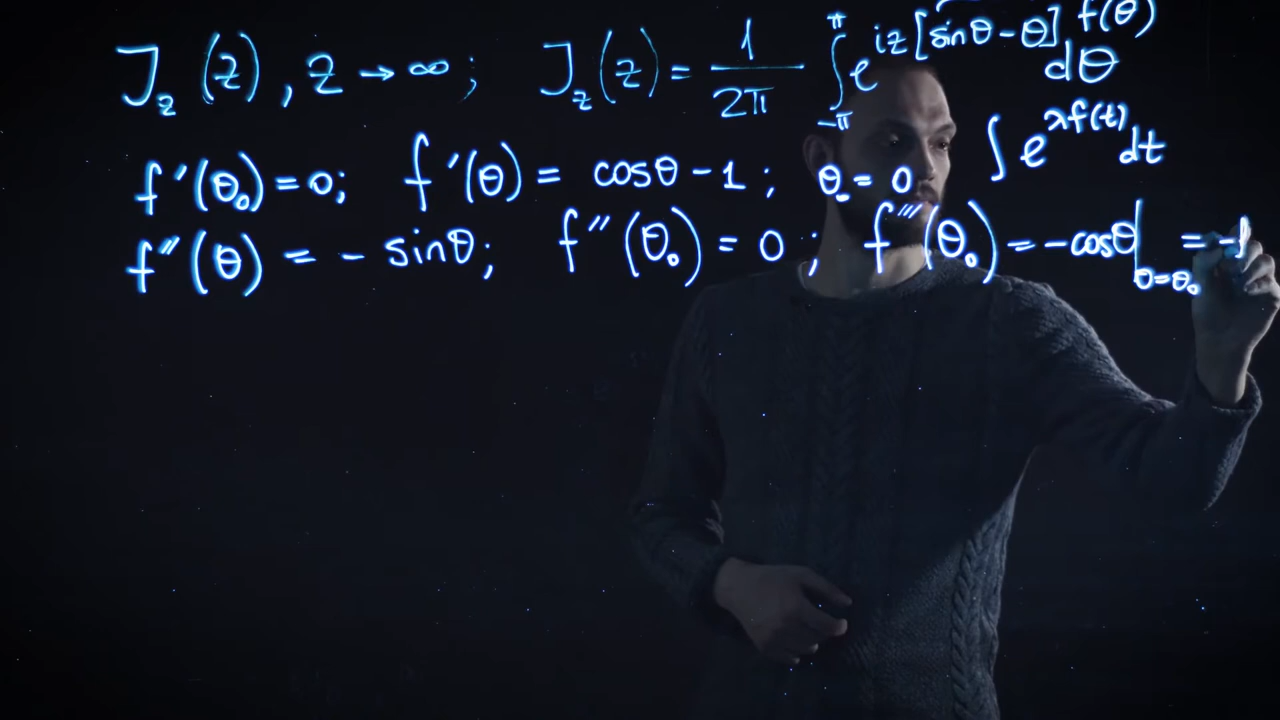 J_z(z), z → ∞; J_z(z) = 1/2π ∫_{-π}^{π} e^{iz[sinθ-θ]} dθ f(θ)
∫ e^{λf(t)} dt
f'(θ₀) = 0; f'(θ) = cosθ - 1; θ₀ = 0
f''(θ) = - sinθ; f''(θ₀) = 0; f'''(θ₀) = -cosθ|_{θ=θ₀} = -1